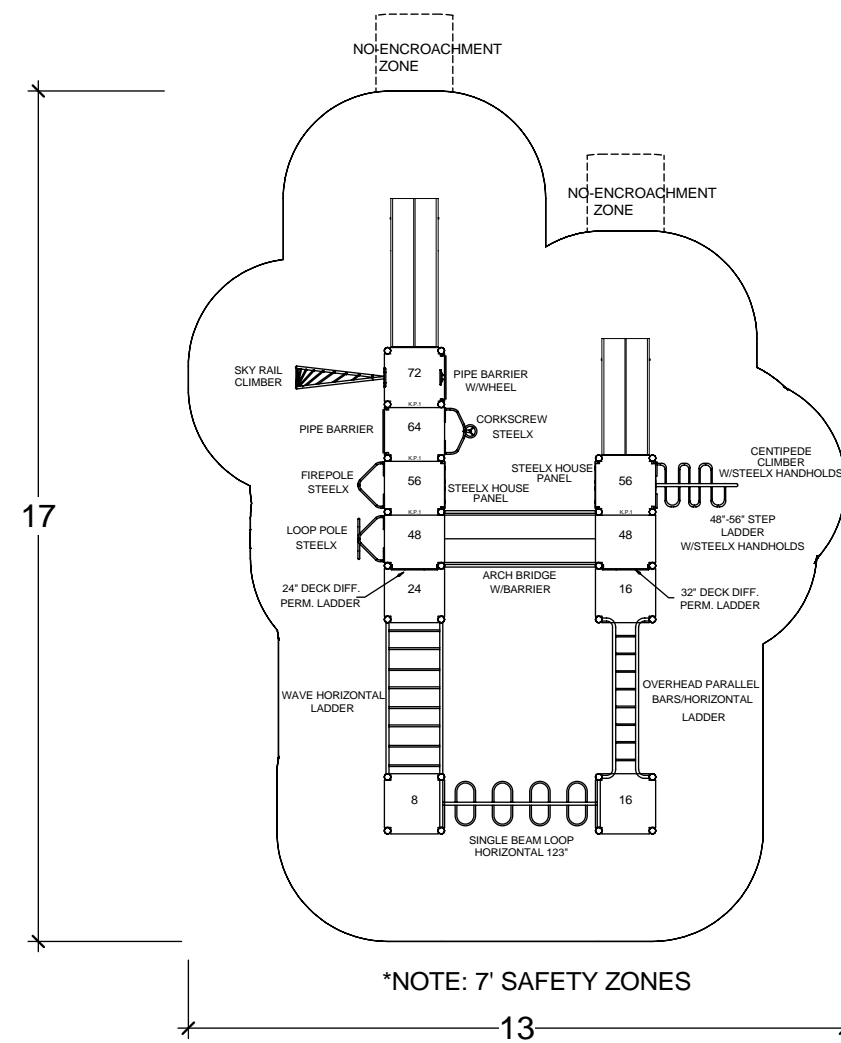 NO-ENCROACHMENT
ZONE
NO-ENCROACHMENT
ZONE
SKY RAIL
CLIMBER
72
PIPE BARRIER
W/WHEEL
K.P.1
PIPE BARRIER
64
CORKSCREW
STEELX
K.P.1
FIREPOLE
STEELX
56
STEELX HOUSE
PANEL
K.P.1
STEELX HOUSE
PANEL
56
K.P.1
CENTIPEDE
CLIMBER
W/STEELX HANDHOLDS
48"-56" STEP
LADDER
W/STEELX HANDHOLDS
LOOP POLE
STEELX
48
48
ARCH BRIDGE
W/BARRIER
24" DECK DIFF.
PERM. LADDER
24
16
32" DECK DIFF.
PERM. LADDER
WAVE HORIZONTAL
LADDER
OVERHEAD PARALLEL
BARS/HORIZONTAL
LADDER
8
16
SINGLE BEAM LOOP
HORIZONTAL 123"
17
*NOTE: 7' SAFETY ZONES
13